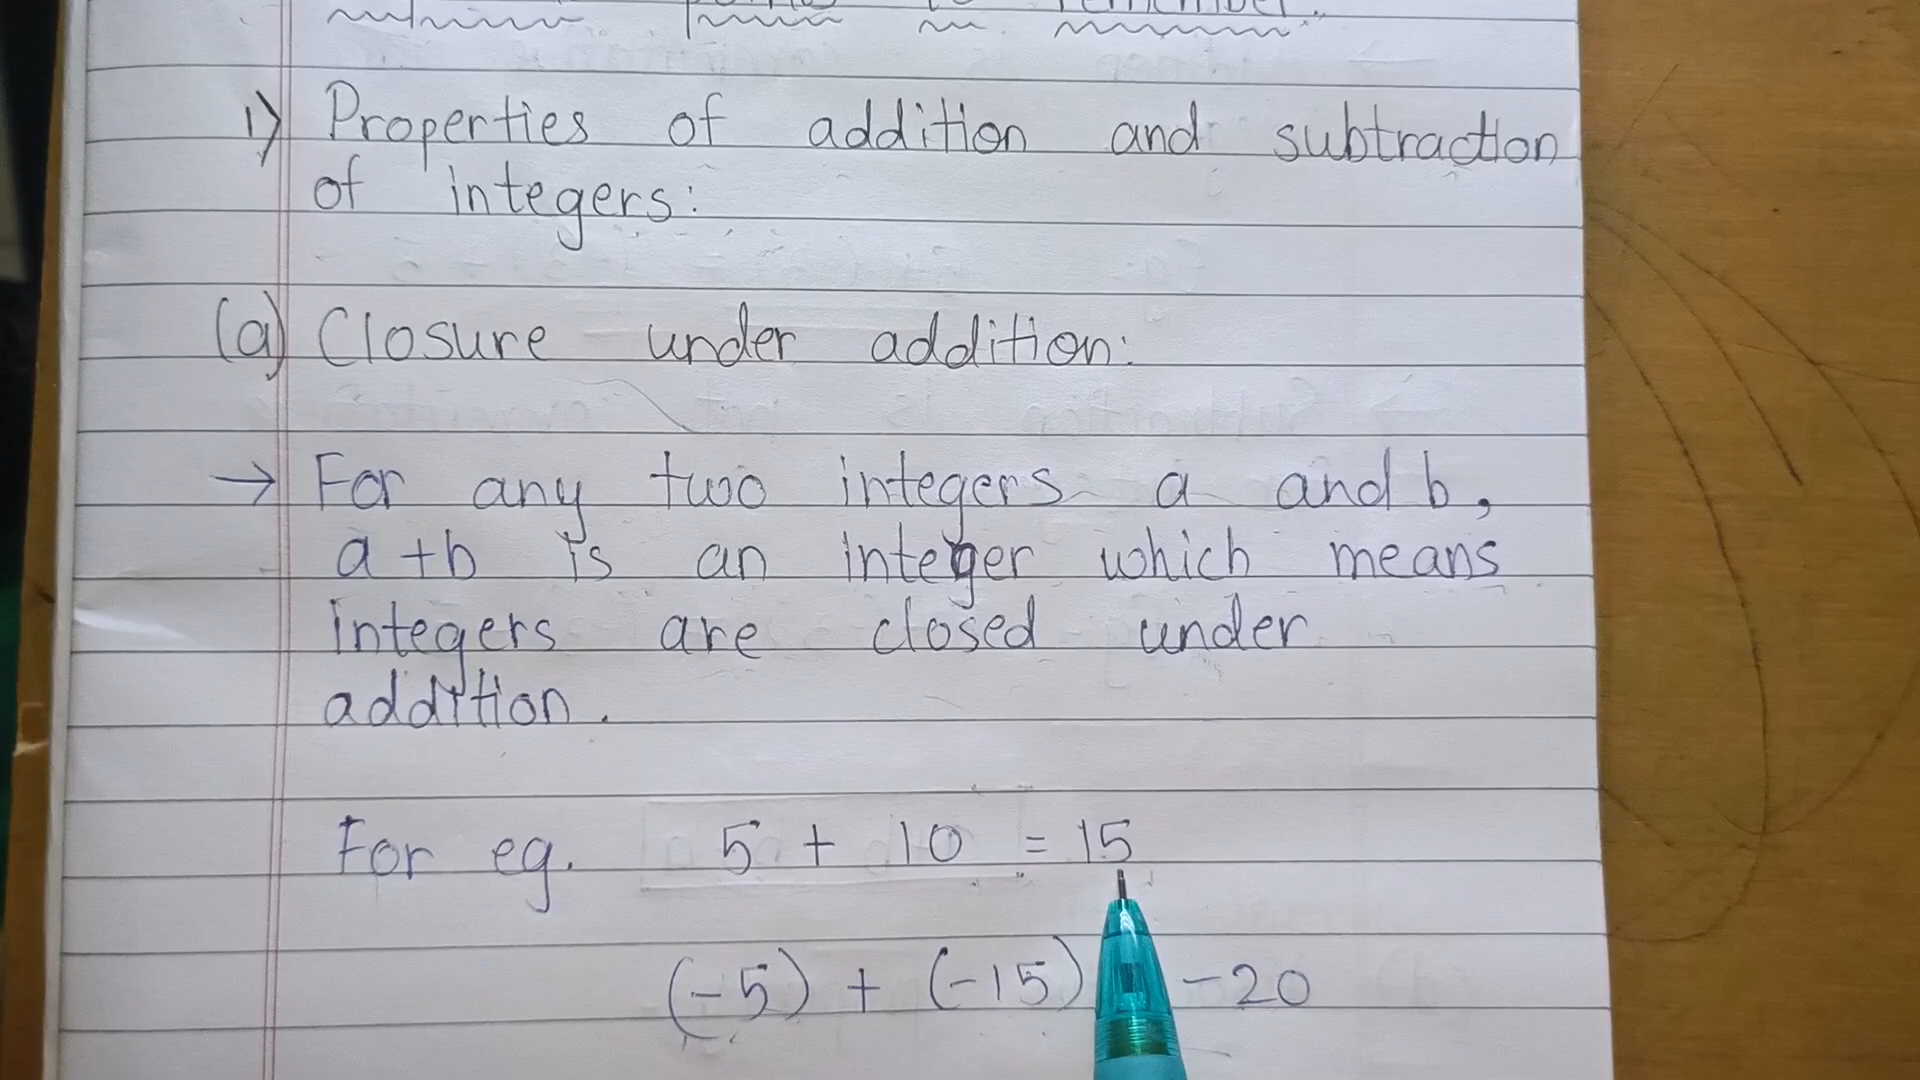 1) Properties of addition and subtraction
of integers:
(a) Closure under addition:
→ For any two integers a and b,
a+b is an integer which means
integers are closed under
addition.
For eg. 5 + 10 = 15
(-5) + (-15) -20